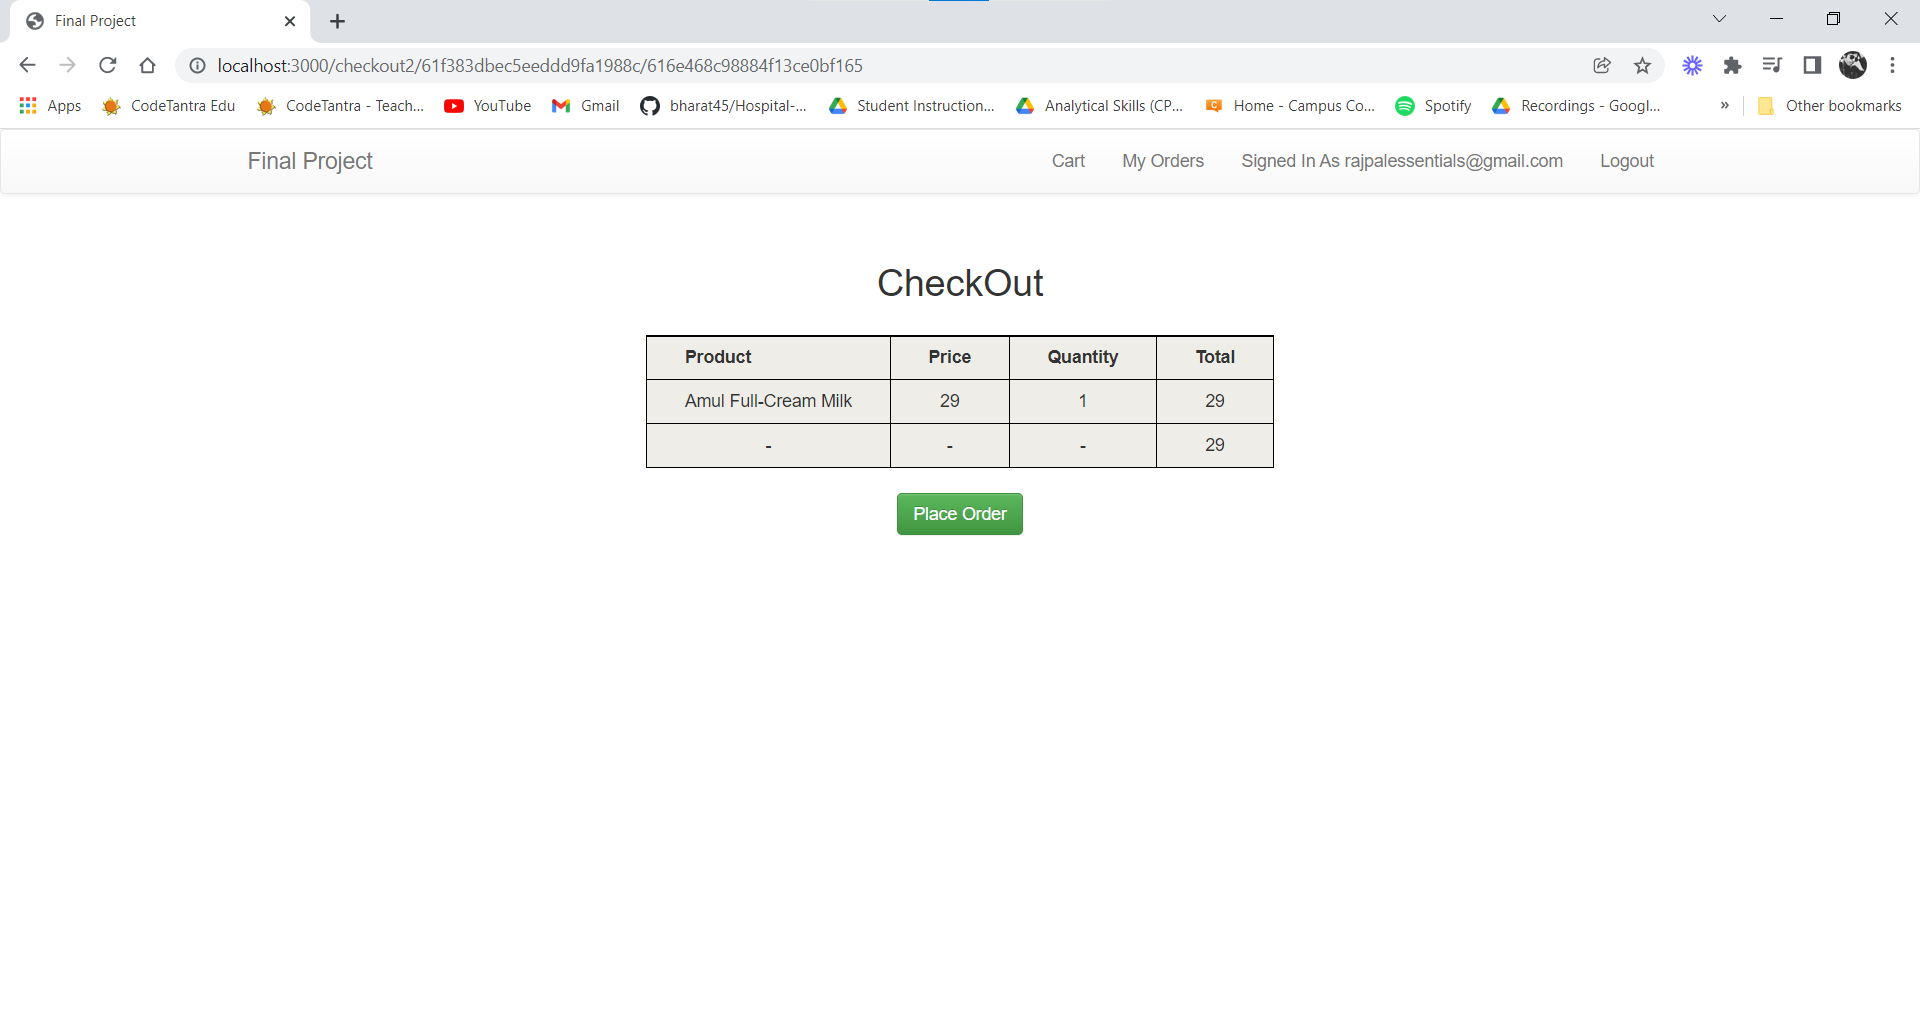 Final Project
localhost:3000/checkout2/61f383dbec5eeddd9fa1988c/616e468c98884f13ce0bf165
Apps CodeTantra Edu CodeTantra - Teach... YouTube Gmail bharat45/Hospital-... Student Instruction... Analytical Skills (CP... Home - Campus Co... Spotify Recordings - Googl... » Other bookmarks
Final Project Cart My Orders Signed In As rajpalessentials@gmail.com Logout
CheckOut
Product Price Quantity Total
Amul Full-Cream Milk 29 1 29
- - - 29
Place Order